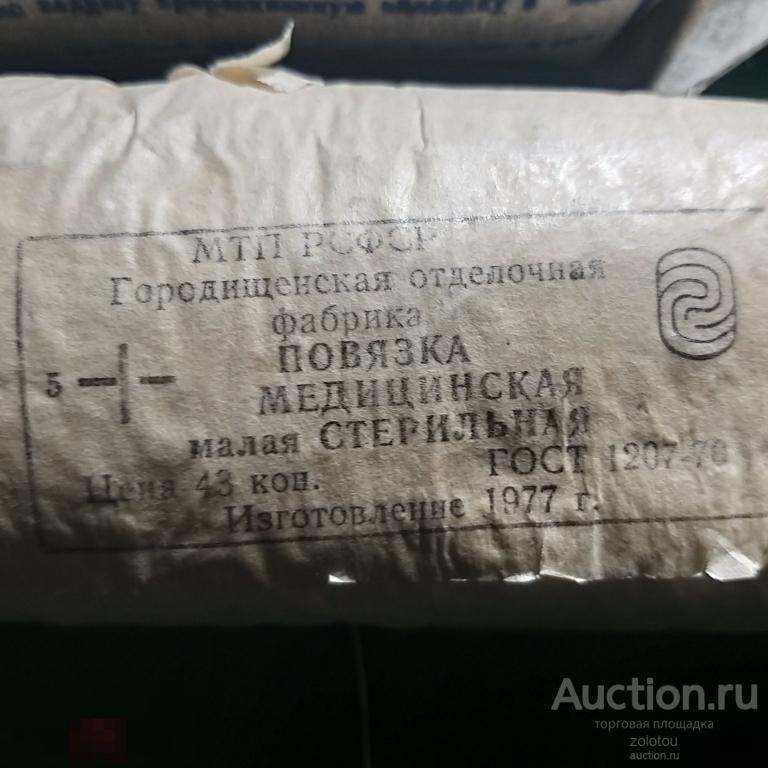 МТП РСФСР
Городищенская отделочная
фабрика
ПОВЯЗКА
5
МЕДИЦИНСКАЯ
малая СТЕРИЛЬНАЯ
ГОСТ 1207-70
Цена 43 коп.
Изготовление 1977 г.
Auction.ru
торговая площадка
zolotou
auction.ru